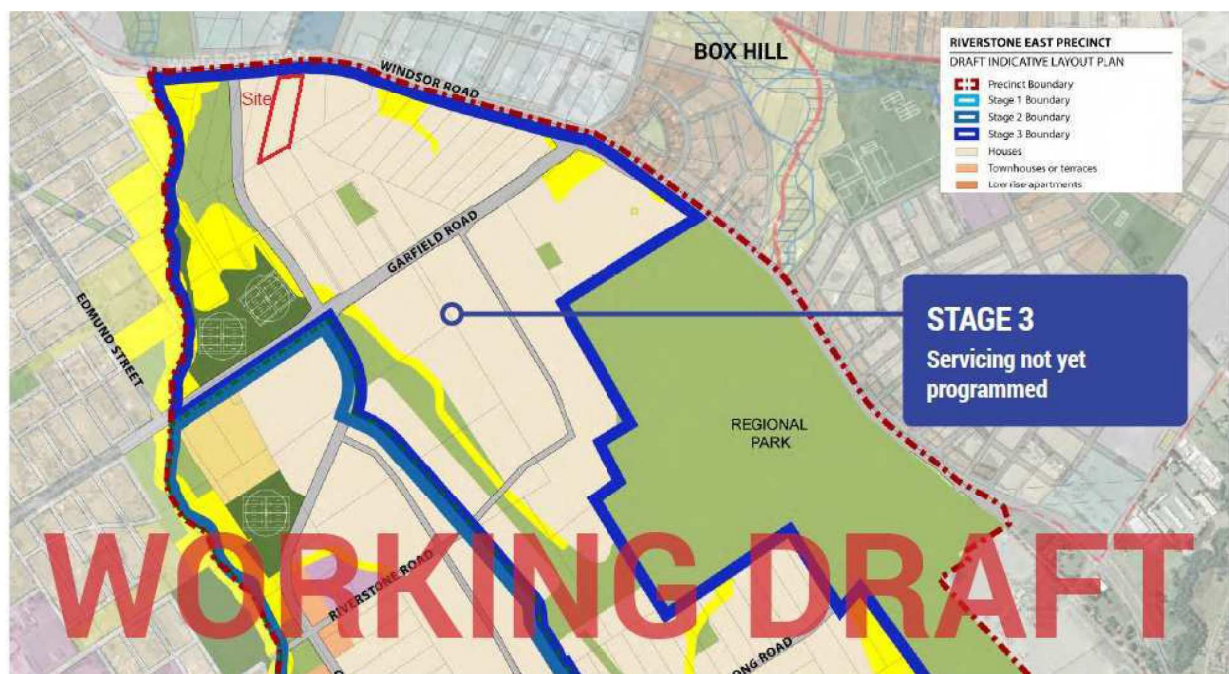 BOX HILL
WINDSOR ROAD
Site
GARFIELD ROAD
EDMUND STREET
RIVERSTONE EAST PRECINCT
DRAFT INDICATIVE LAYOUT PLAN
Precinct Boundary
Stage 1 Boundary
Stage 2 Boundary
Stage 3 Boundary
Houses
Townhouses or terraces
Low rise apartments
STAGE 3
Servicing not yet
programmed
REGIONAL
PARK
WORKING DRAFT
RIVERSTONE ROAD
ONG ROAD